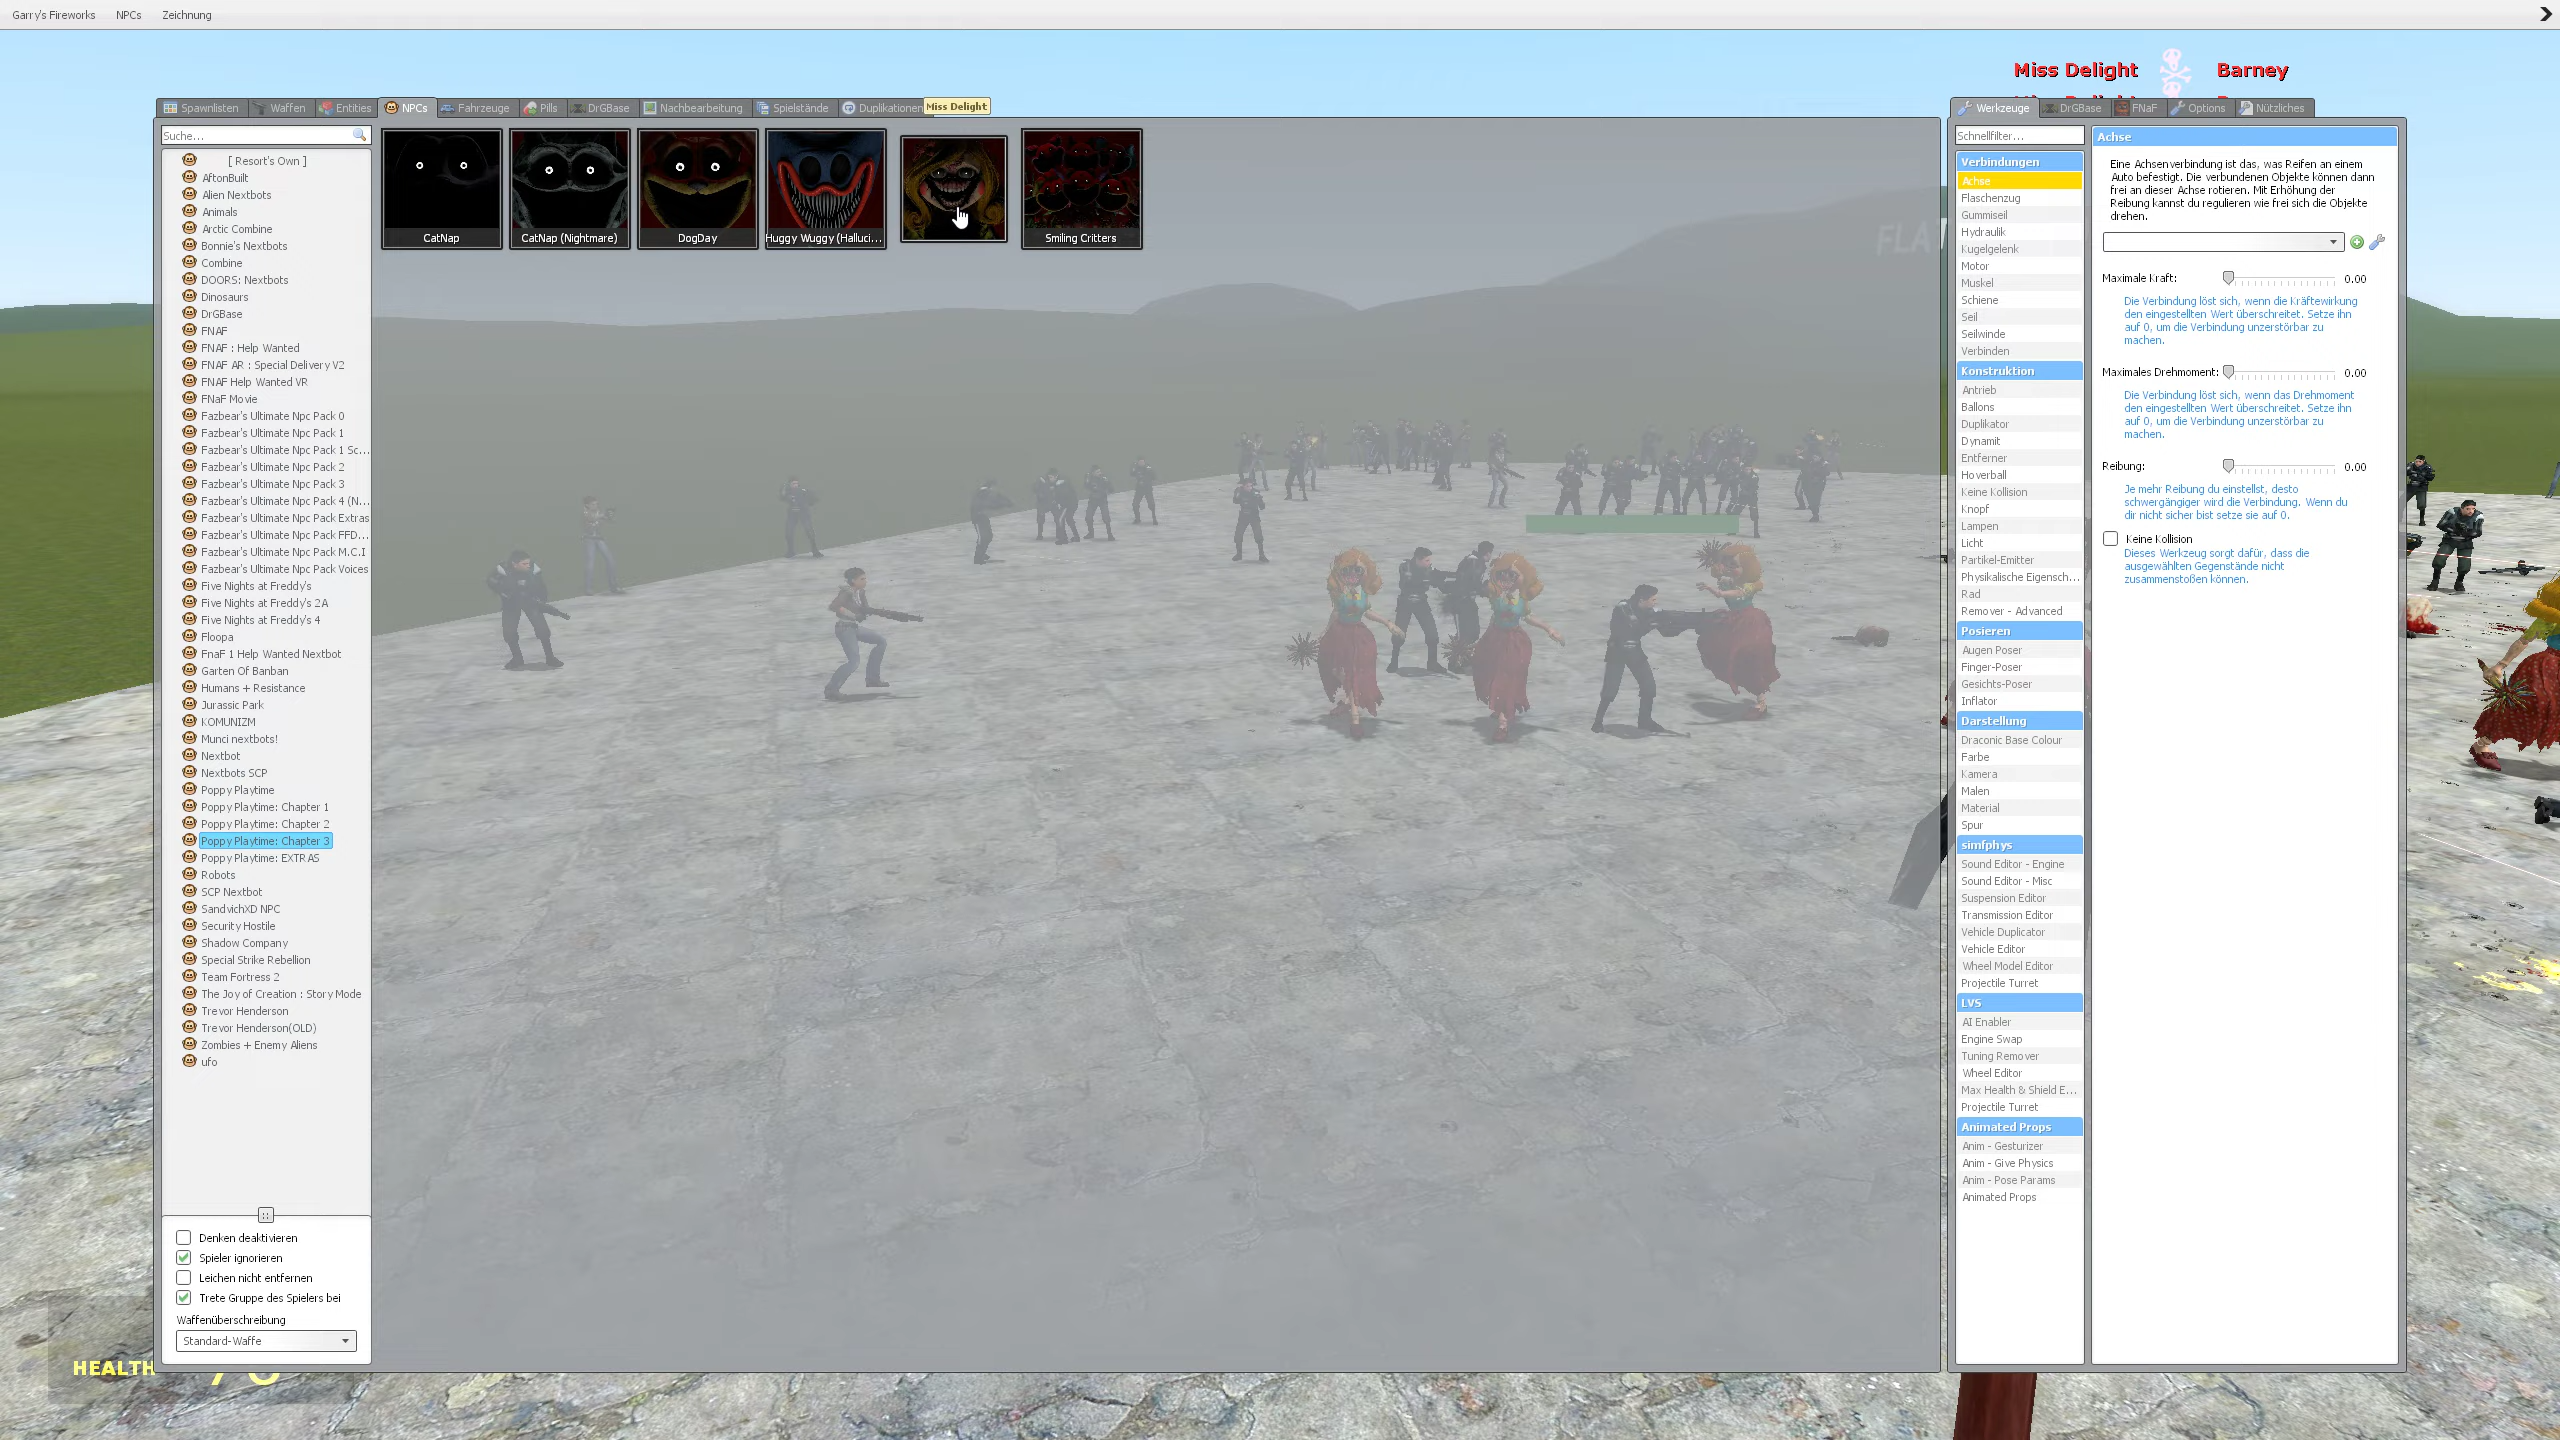 Garry's Fireworks NPCs Zeichnung
Miss Delight Barney
Spawnlisten Waffen Entities NPCs Fahrzeuge Pills DrGBase Nachbearbeitung Spielstände Duplikationen Miss Delight
Suche...
[ Resort's Own ]
AftonBuilt
Alien Nextbots
Animals
Arctic Combine
Bonnie's Nextbots
Combine
DOORS: Nextbots
Dinosaurs
DrGBase
FNAF
FNAF : Help Wanted
FNAF AR : Special Delivery V2
FNAF Help Wanted VR
FNaF Movie
Fazbear's Ultimate Npc Pack 0
Fazbear's Ultimate Npc Pack 1
Fazbear's Ultimate Npc Pack 1 Sc...
Fazbear's Ultimate Npc Pack 2
Fazbear's Ultimate Npc Pack 3
Fazbear's Ultimate Npc Pack 4 (N...
Fazbear's Ultimate Npc Pack Extras
Fazbear's Ultimate Npc Pack FFD...
Fazbear's Ultimate Npc Pack M.C.I
Fazbear's Ultimate Npc Pack Voices
Five Nights at Freddy's
Five Nights at Freddy's 2A
Five Nights at Freddy's 4
Floopa
FnaF 1 Help Wanted Nextbot
Garten Of Banban
Humans + Resistance
Jurassic Park
KOMUNIZM
Munci nextbots!
Nextbot
Nextbots SCP
Poppy Playtime
Poppy Playtime: Chapter 1
Poppy Playtime: Chapter 2
Poppy Playtime: Chapter 3
Poppy Playtime: EXTRAS
Robots
SCP Nextbot
SandvichXD NPC
Security Hostile
Shadow Company
Special Strike Rebellion
Team Fortress 2
The Joy of Creation : Story Mode
Trevor Henderson
Trevor Henderson(OLD)
Zombies + Enemy Aliens
ufo
Denken deaktivieren
Spieler ignorieren
Leichen nicht entfernen
Trete Gruppe des Spielers bei
Waffenüberschreibung
Standard-Waffe
HEALTH
CatNap CatNap (Nightmare) DogDay Huggy Wuggy (Halluci... Smiling Critters
Werkzeuge DrGBase FNaF Options Nützliches
Schnellfilter...
Verbindungen
Achse
Flaschenzug
Gummiseil
Hydraulik
Kugelgelenk
Motor
Muskel
Schiene
Seil
Seilwinde
Verbinden
Konstruktion
Antrieb
Ballons
Duplikator
Dynamit
Entferner
Hoverball
Keine Kollision
Knopf
Lampen
Licht
Partikel-Emitter
Physikalische Eigensch...
Rad
Remover - Advanced
Posieren
Augen Poser
Finger-Poser
Gesichts-Poser
Inflator
Darstellung
Draconic Base Colour
Farbe
Kamera
Malen
Material
Spur
simfphys
Sound Editor - Engine
Sound Editor - Misc
Suspension Editor
Transmission Editor
Vehicle Duplicator
Vehicle Editor
Wheel Model Editor
Projectile Turret
LVS
AI Enabler
Engine Swap
Tuning Remover
Wheel Editor
Max Health & Shield E...
Projectile Turret
Animated Props
Anim - Gesturizer
Anim - Give Physics
Anim - Pose Params
Animated Props
Achse
Eine Achsenverbindung ist das, was Reifen an einem
Auto befestigt. Die verbundenen Objekte können dann
frei an dieser Achse rotieren. Mit Erhöhung der
Reibung kannst du regulieren wie frei sich die Objekte
drehen.
Maximale Kraft: 0.00
Die Verbindung löst sich, wenn die Kräftewirkung
den eingestellten Wert überschreitet. Setze ihn
auf 0, um die Verbindung unzerstörbar zu
machen.
Maximales Drehmoment: 0.00
Die Verbindung löst sich, wenn das Drehmoment
den eingestellten Wert überschreitet. Setze ihn
auf 0, um die Verbindung unzerstörbar zu
machen.
Reibung: 0.00
Je mehr Reibung du einstellst, desto
schwergängiger wird die Verbindung. Wenn du
dir nicht sicher bist setze sie auf 0.
Keine Kollision
Dieses Werkzeug sorgt dafür, dass die
ausgewählten Gegenstände nicht
zusammenstoßen können.